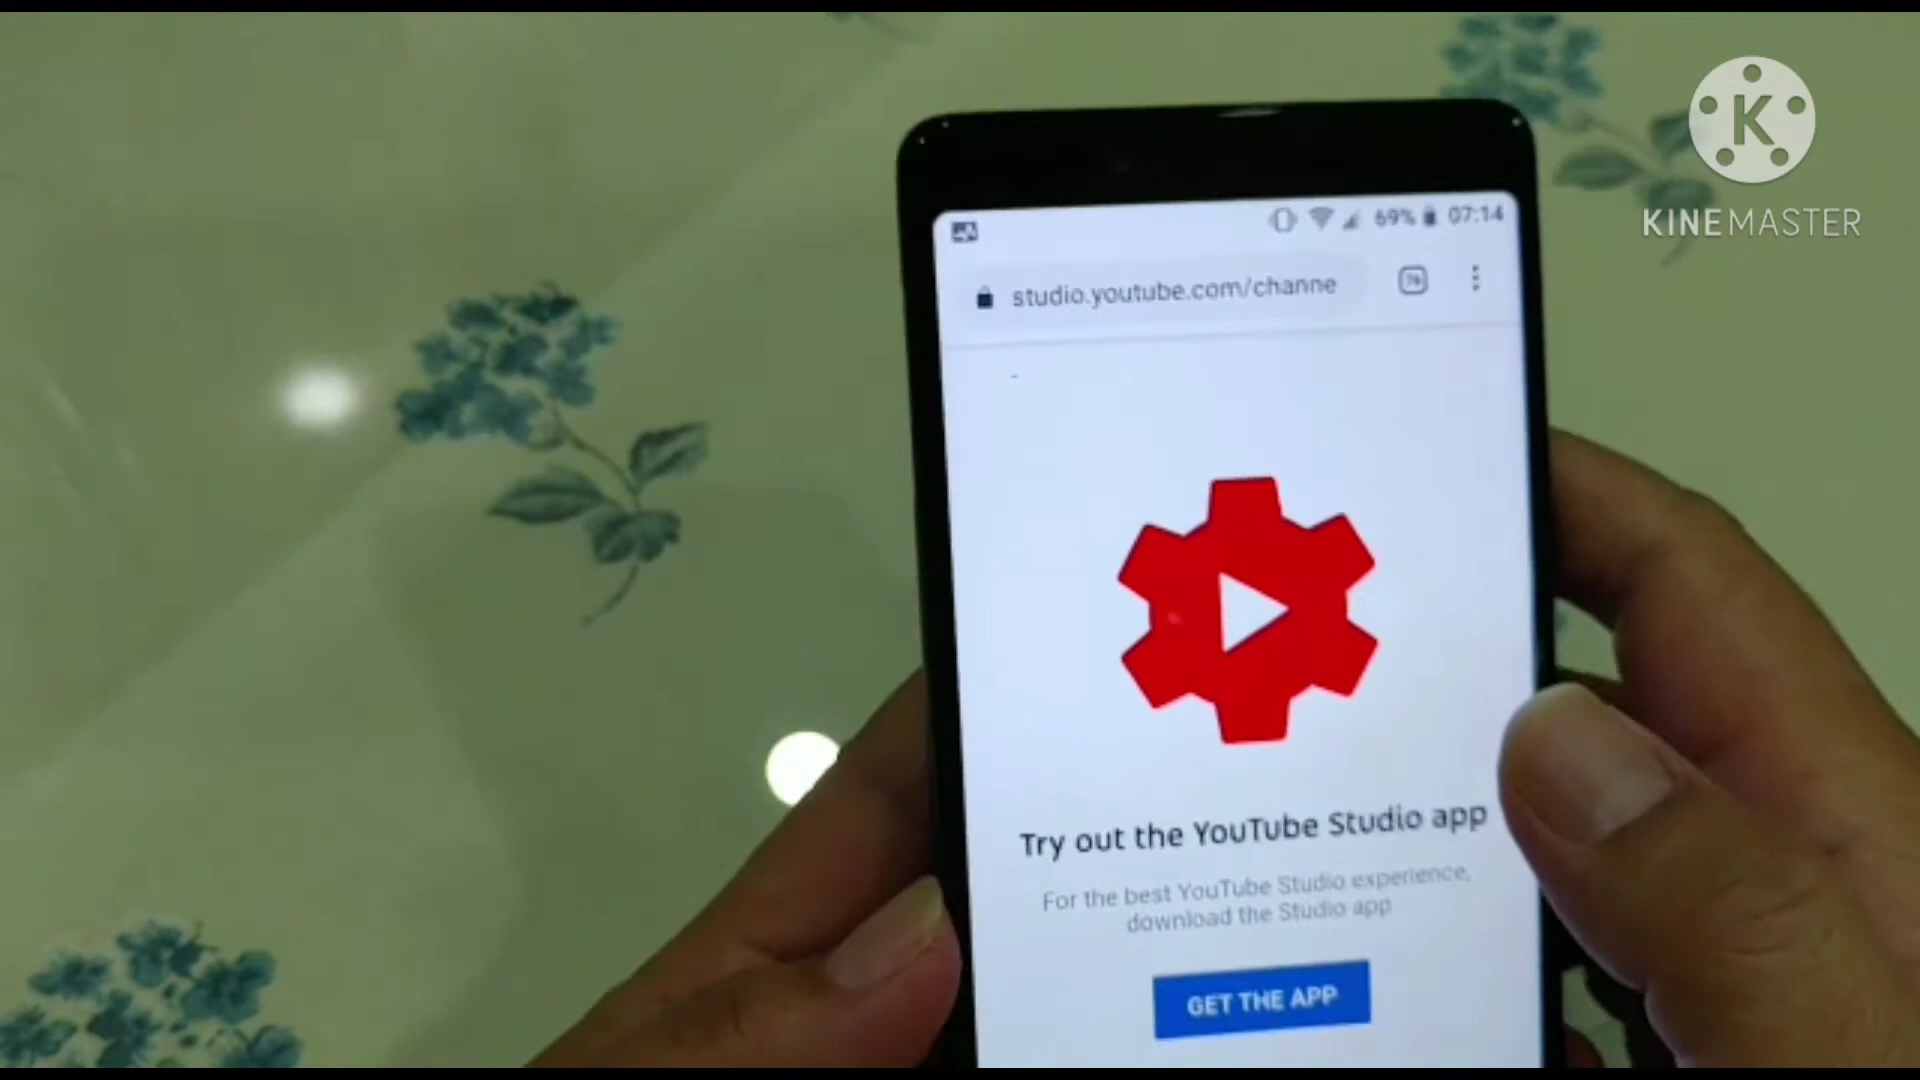 K
KINEMASTER
69% 07:14
studio.youtube.com/channe
Try out the YouTube Studio app
For the best YouTube Studio experience,
download the Studio app
GET THE APP